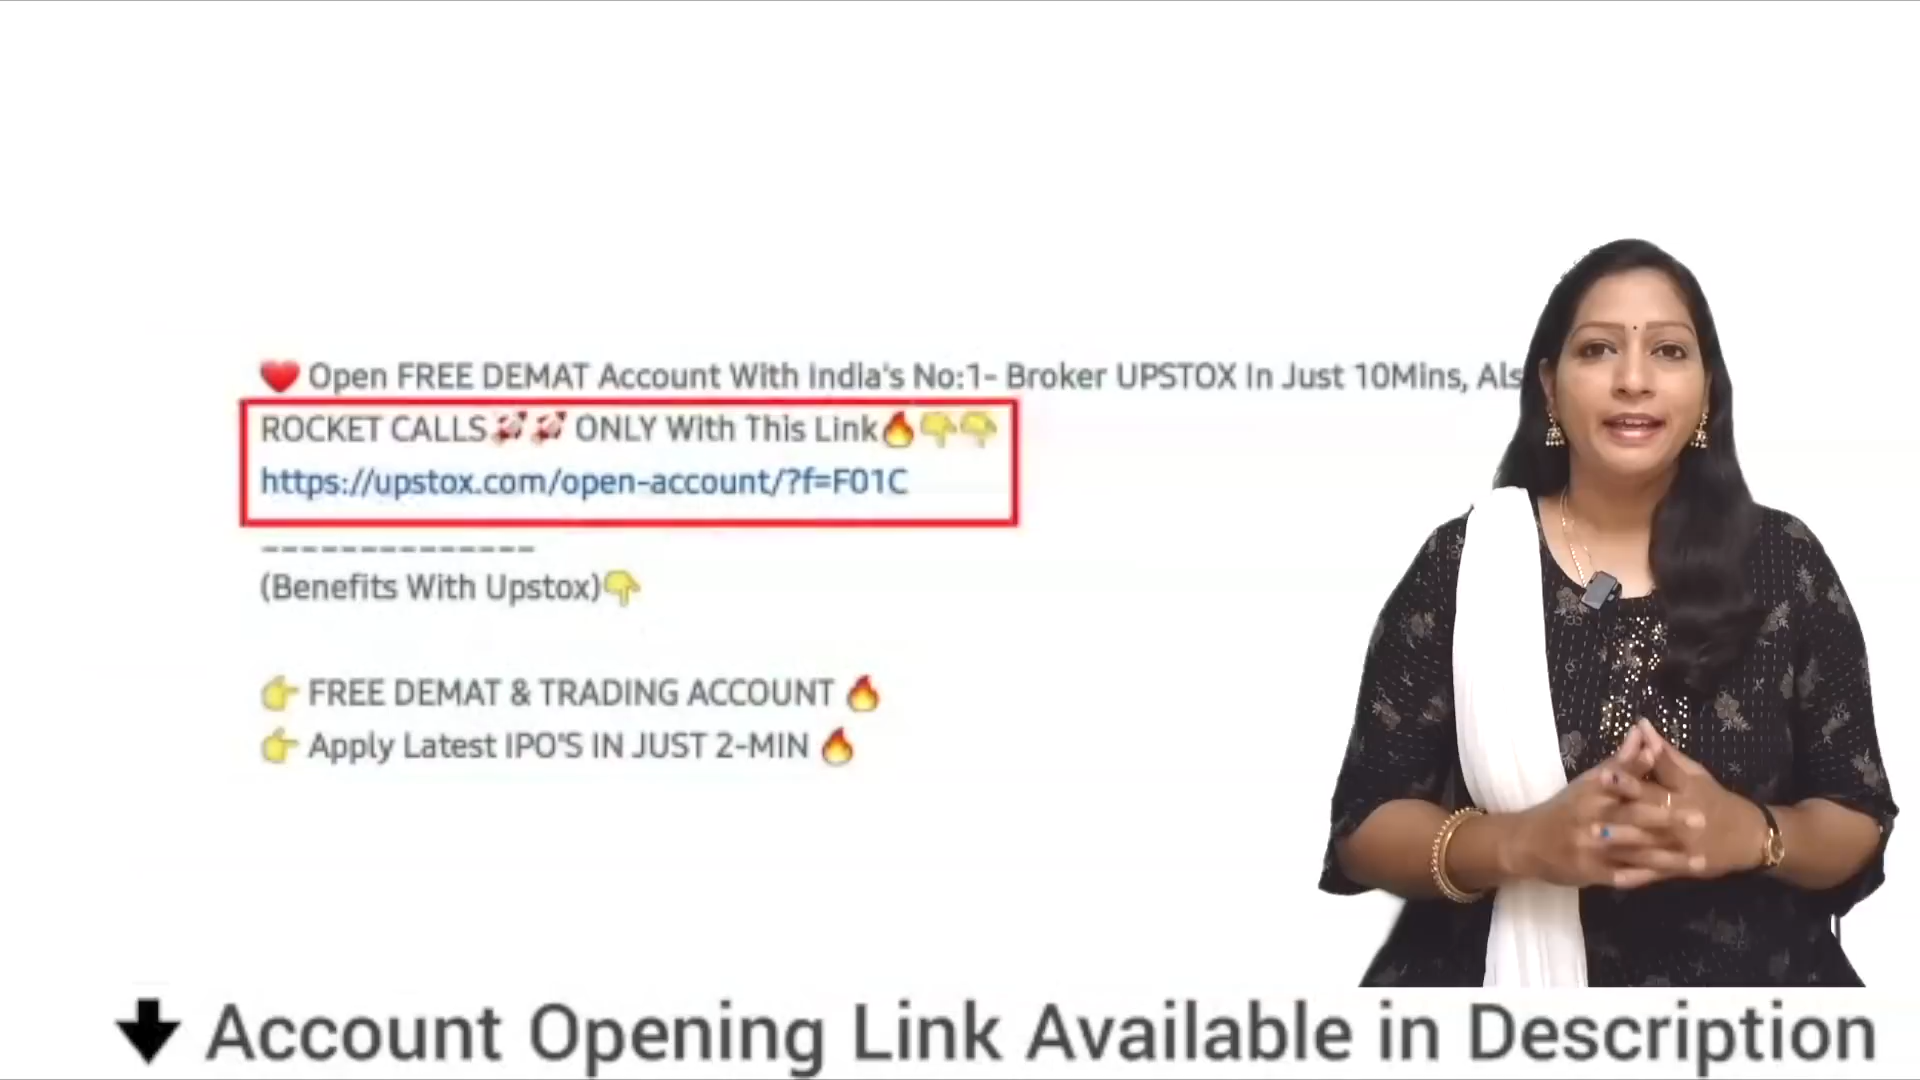 ❤️ Open FREE DEMAT Account With India's No:1- Broker UPSTOX In Just 10Mins, Als
ROCKET CALLS🚀🚀 ONLY With This Link🔥👇👇
https://upstox.com/open-account/?f=F01C
--------------
(Benefits With Upstox)👇
👉 FREE DEMAT & TRADING ACCOUNT 🔥
👉 Apply Latest IPO'S IN JUST 2-MIN 🔥
Account Opening Link Available in Description